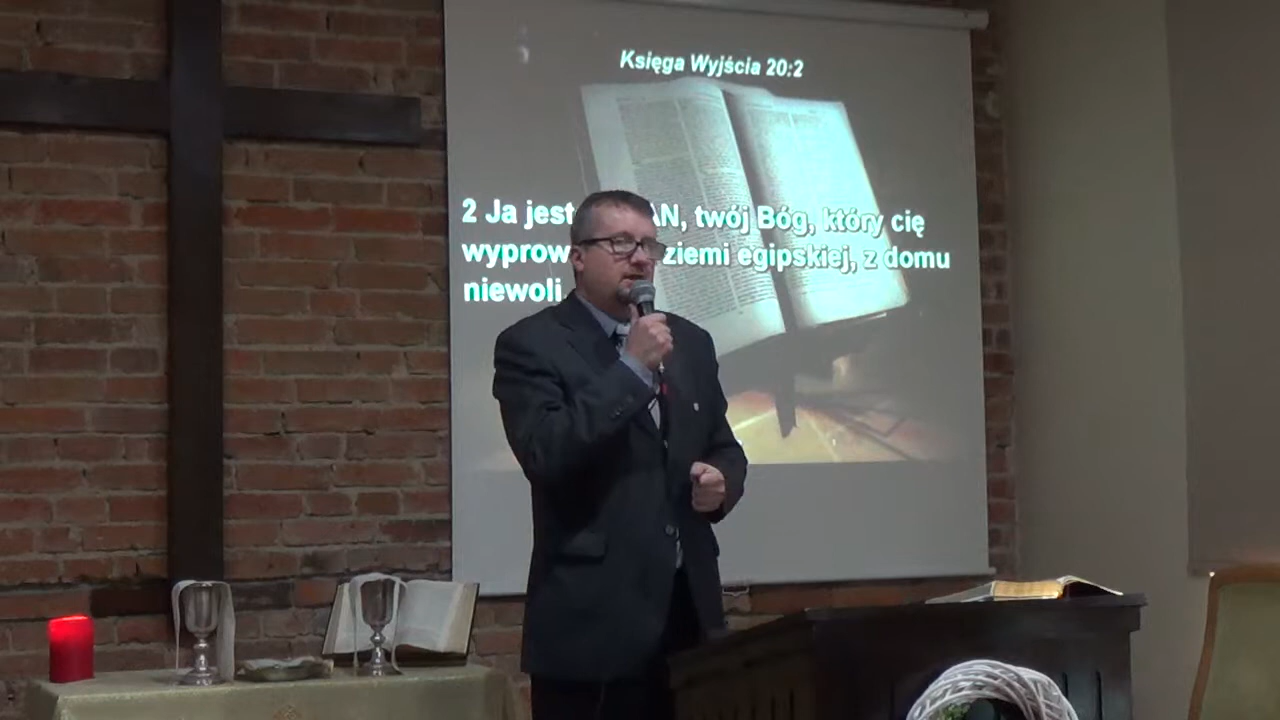 Księga Wyjścia 20:2
2 Ja jest AN, twój Bóg, który cię
wyprow ziemi egipskiej, z domu
niewoli